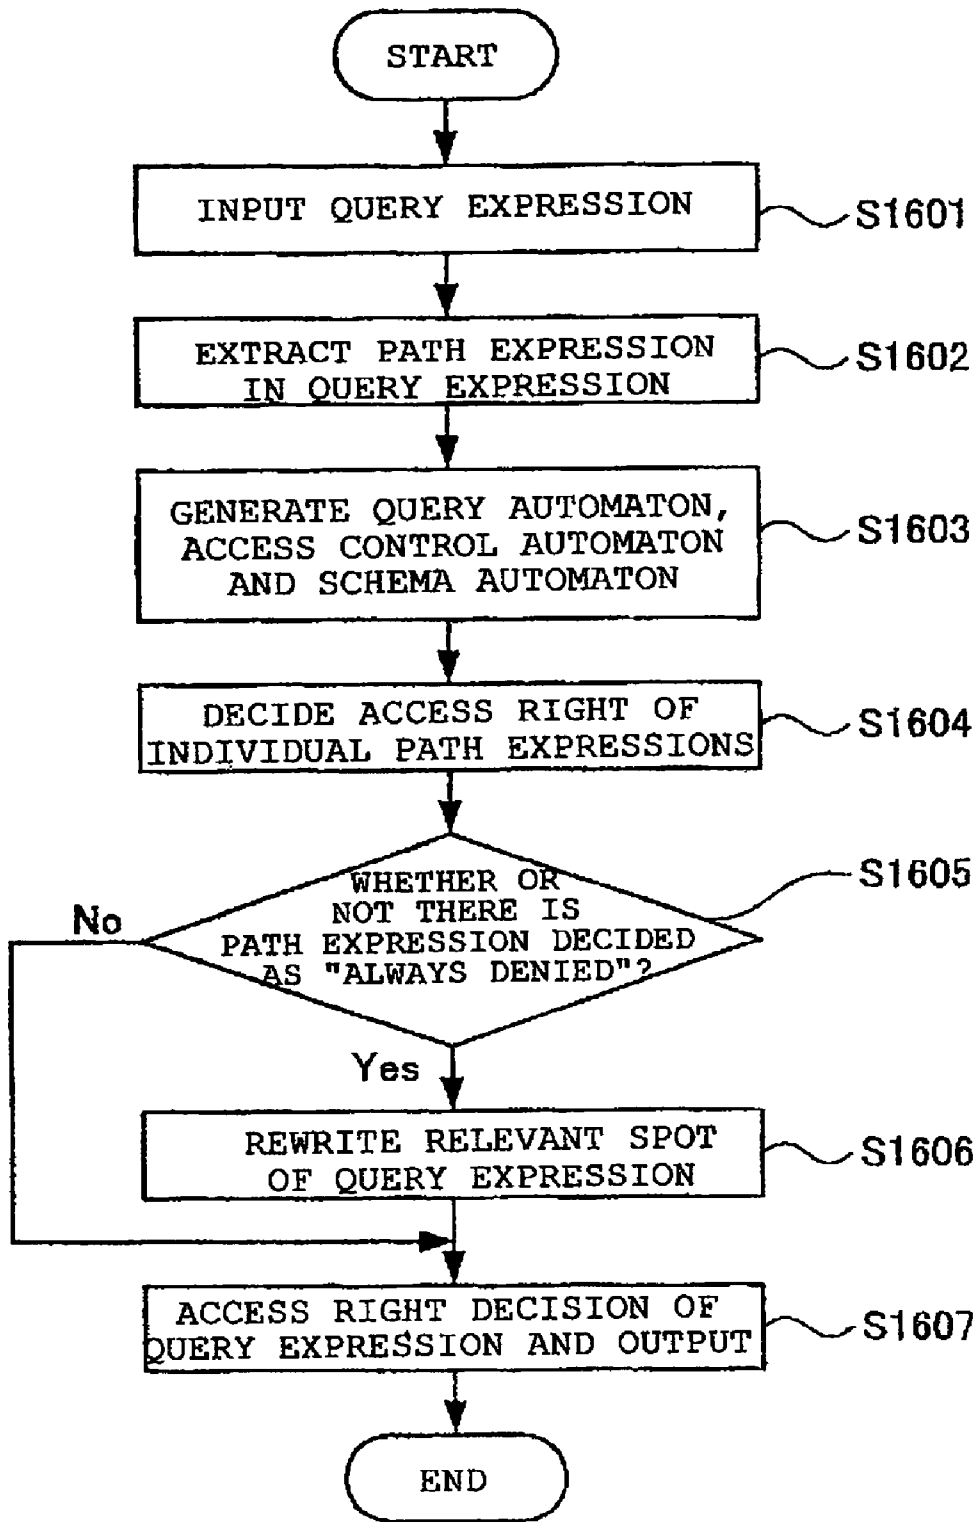 START
INPUT QUERY EXPRESSION
S1601
EXTRACT PATH EXPRESSION
IN QUERY EXPRESSION
S1602
GENERATE QUERY AUTOMATON,
ACCESS CONTROL AUTOMATON
AND SCHEMA AUTOMATON
S1603
DECIDE ACCESS RIGHT OF
INDIVIDUAL PATH EXPRESSIONS
S1604
WHETHER OR
NOT THERE IS
PATH EXPRESSION DECIDED
AS "ALWAYS DENIED"?
S1605
No
Yes
REWRITE RELEVANT SPOT
OF QUERY EXPRESSION
S1606
ACCESS RIGHT DECISION OF
QUERY EXPRESSION AND OUTPUT
S1607
END